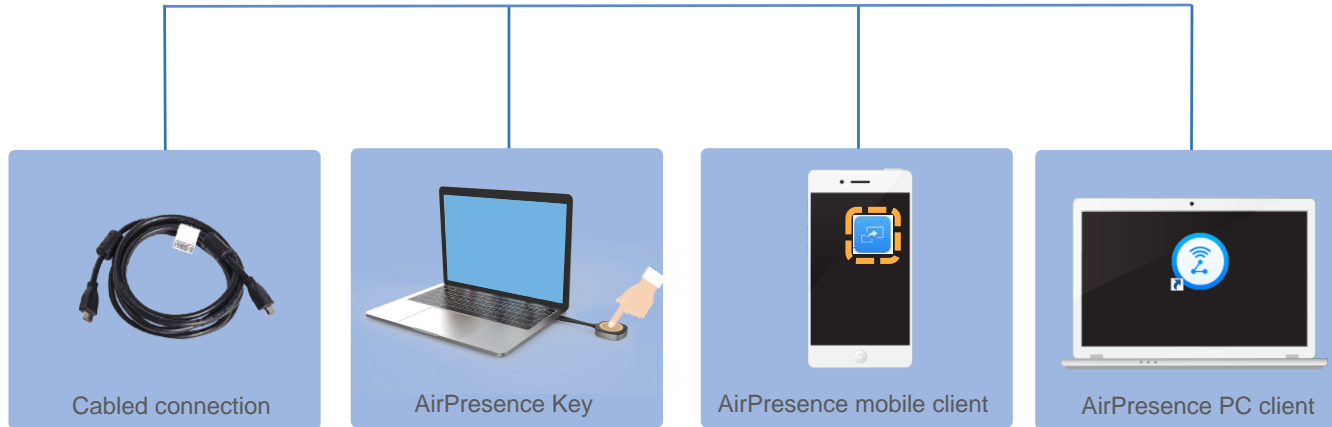 Cabled connection
AirPresence Key
AirPresence mobile client
AirPresence PC client